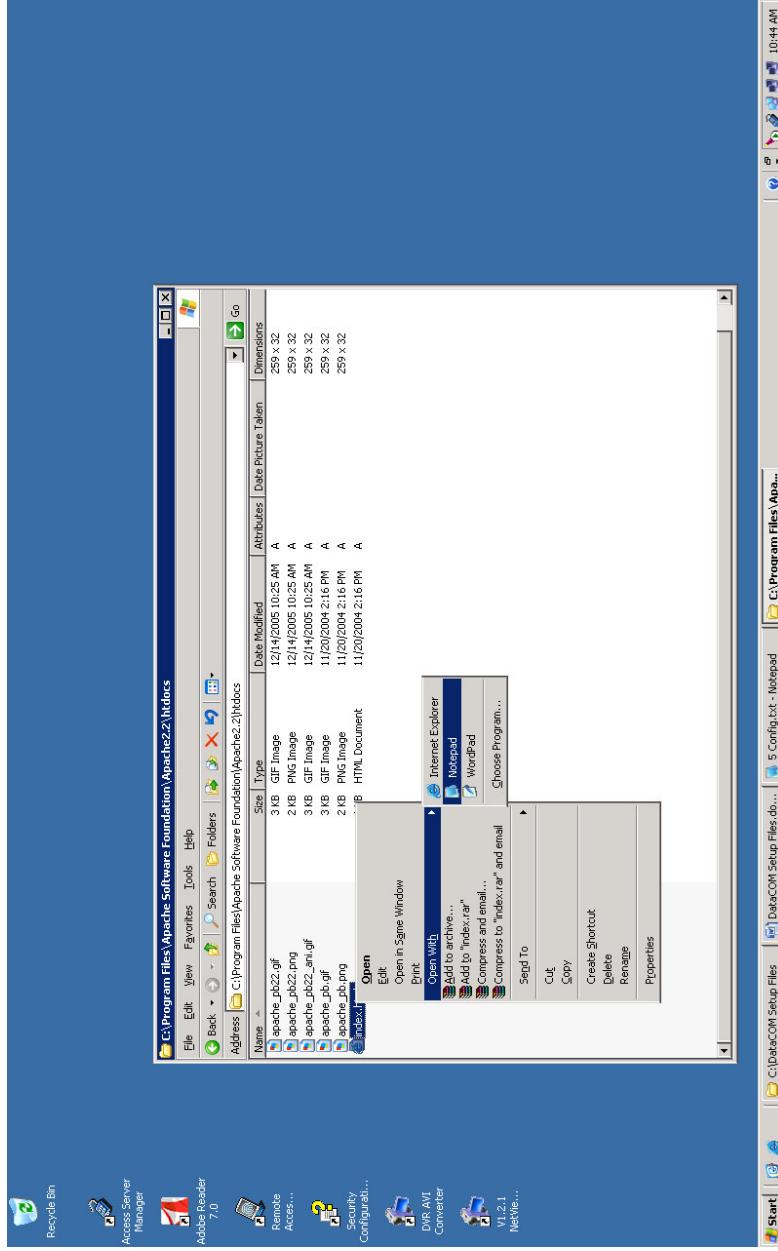 Recycle Bin
Access Server
Manager
Adobe Reader
7.0
Remote
Acces...
Security
Configurati...
DVR AVI
Converter
V1.2.1
NetVie...
C:\Program Files\Apache Software Foundation\Apache2.2\htdocs
File Edit View Favorites Tools Help
Back Search Folders
Address C:\Program Files\Apache Software Foundation\Apache2.2\htdocs Go
Name Size Type Date Modified Attributes Date Picture Taken Dimensions
apache_pb22.gif 3 KB GIF Image 12/14/2005 10:25 AM A 259 x 32
apache_pb22.png 2 KB PNG Image 12/14/2005 10:25 AM A 259 x 32
apache_pb22_ani.gif 3 KB GIF Image 12/14/2005 10:25 AM A 259 x 32
apache_pb.gif 3 KB GIF Image 11/20/2004 2:16 PM A 259 x 32
apache_pb.png 2 KB PNG Image 11/20/2004 2:16 PM A 259 x 32
HTML Document 11/20/2004 2:16 PM A
Open
Edit
Open in Same Window
Print
Open With
Add to archive...
Add to "index.rar"
Compress and email...
Compress to "index.rar" and email
Send To
Cut
Copy
Create Shortcut
Delete
Rename
Properties
Internet Explorer
Notepad
WordPad
Choose Program...
Start C:\DataCOM Setup Files DataCOM Setup Files.do... 5 Config.txt - Notepad C:\Program Files\Apa... 10:44 AM